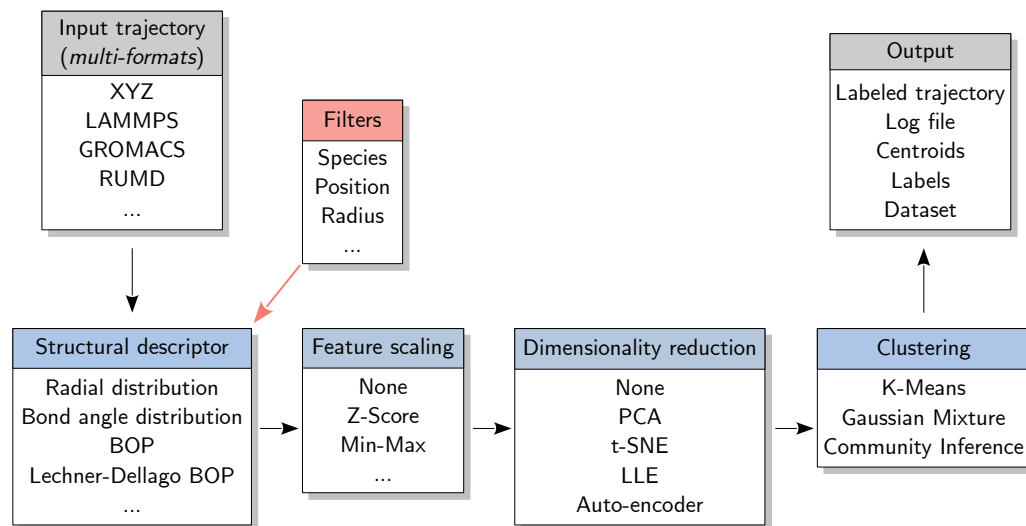 Input trajectory
(multi-formats)
XYZ
LAMMPS
GROMACS
RUMD
...
Filters
Species
Position
Radius
...
Output
Labeled trajectory
Log file
Centroids
Labels
Dataset
Structural descriptor
Radial distribution
Bond angle distribution
BOP
Lechner-Dellago BOP
...
Feature scaling
None
Z-Score
Min-Max
...
Dimensionality reduction
None
PCA
t-SNE
LLE
Auto-encoder
Clustering
K-Means
Gaussian Mixture
Community Inference